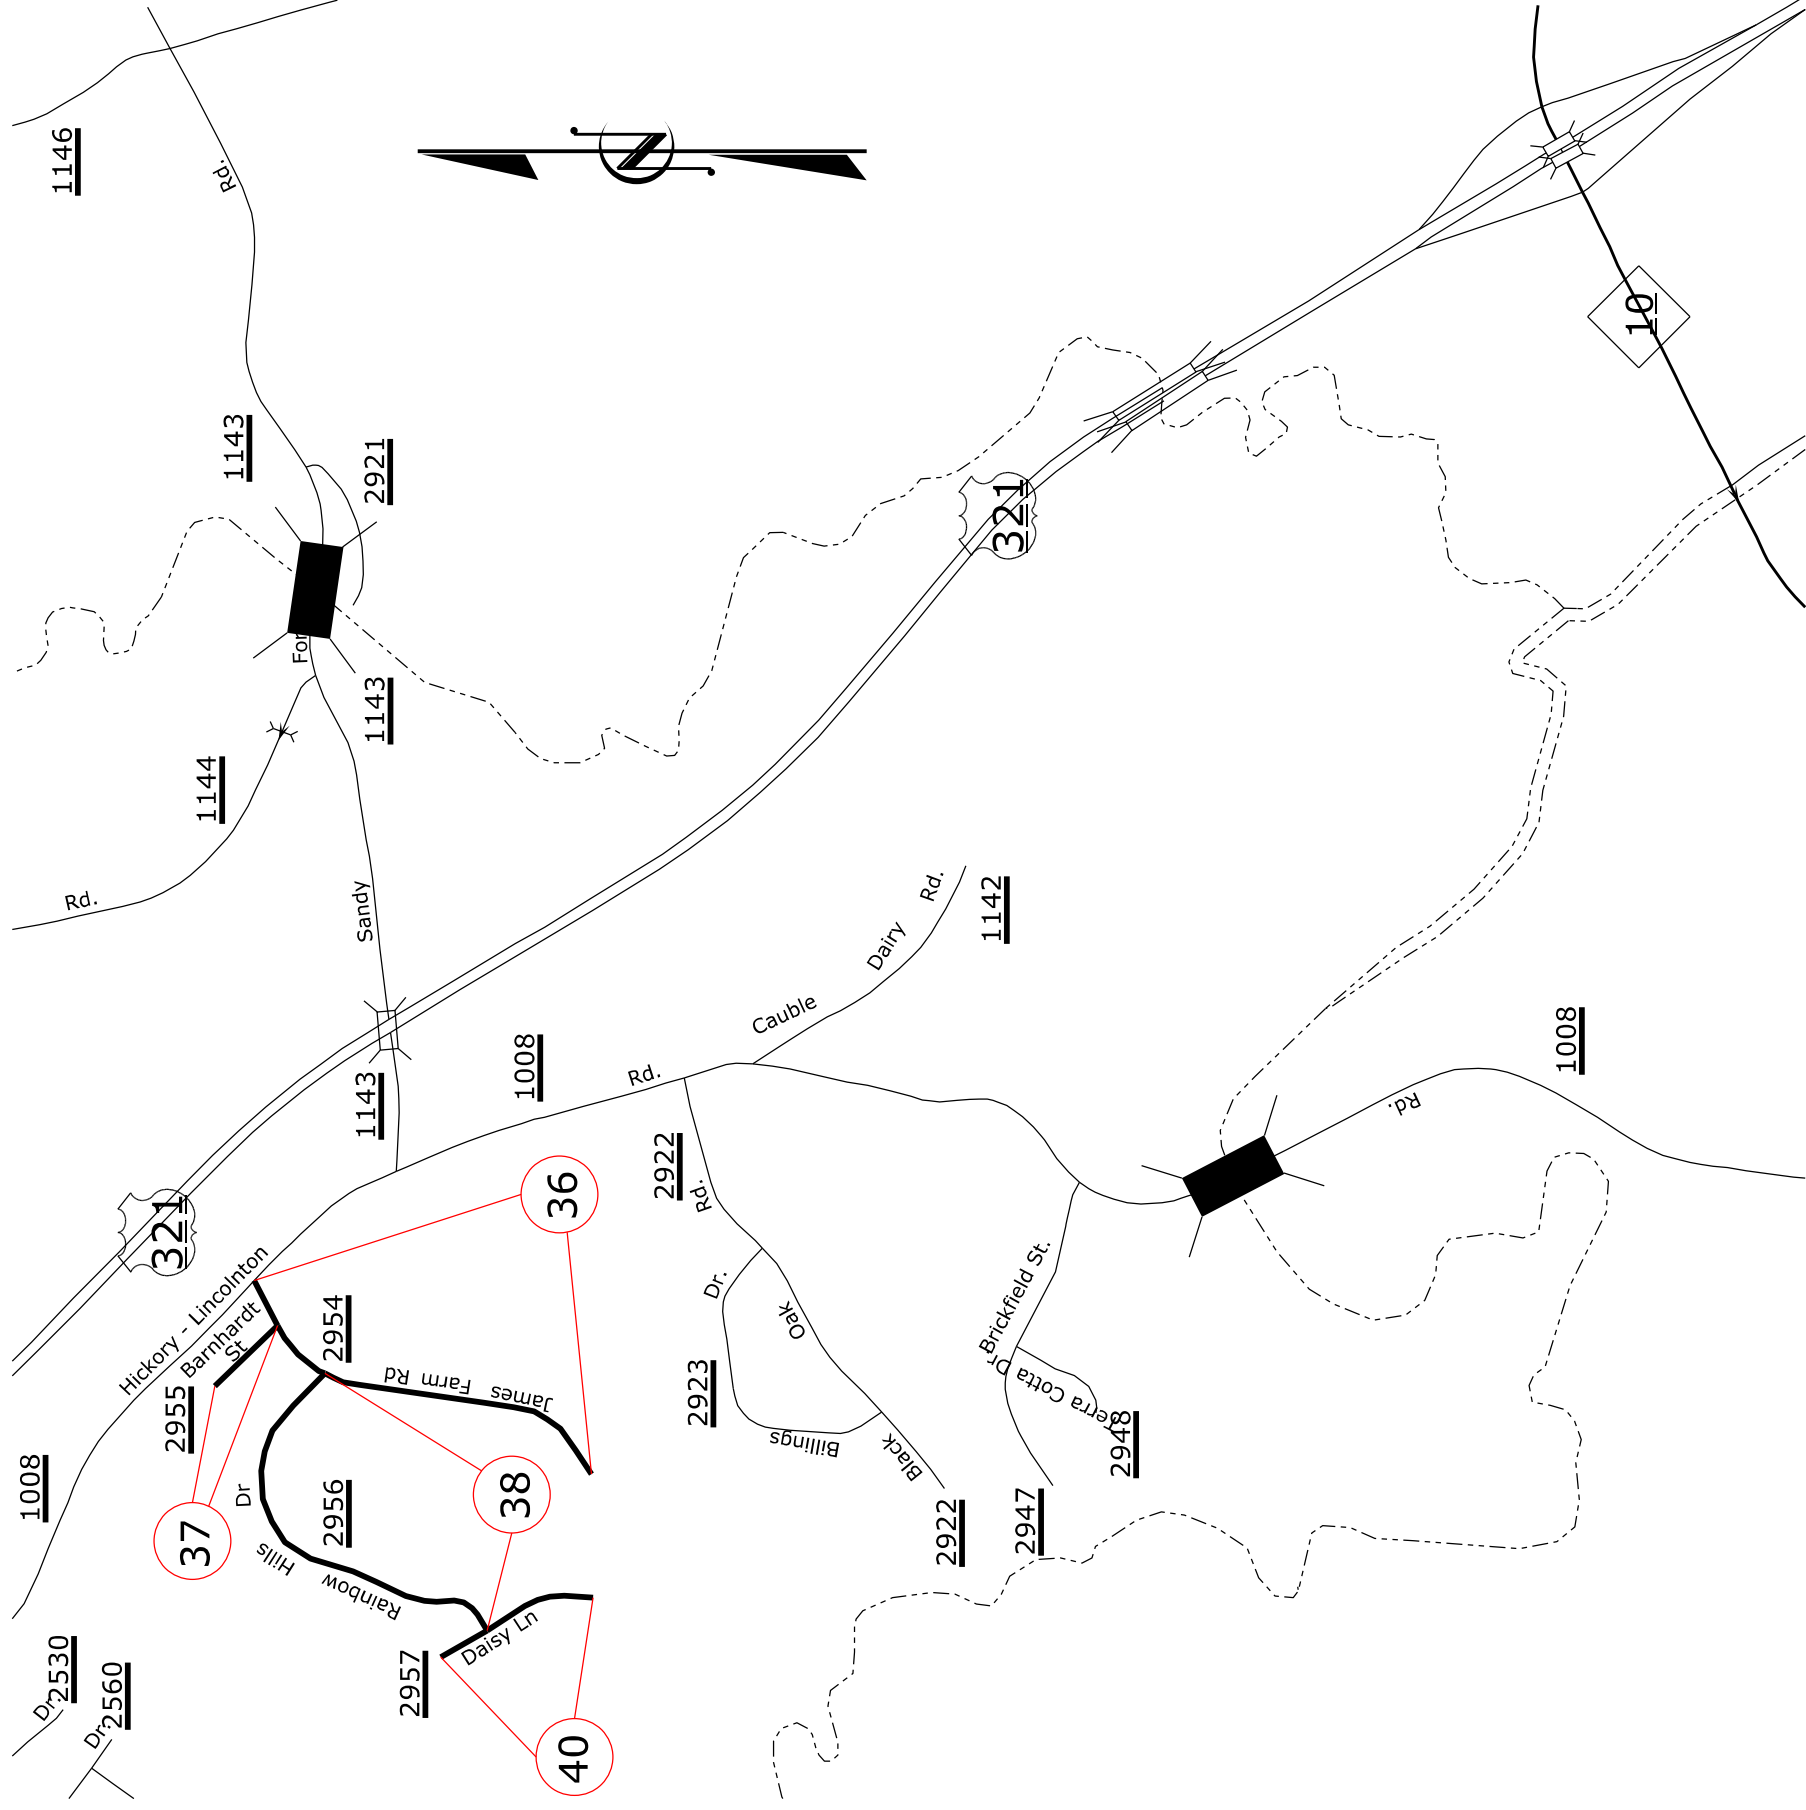 1146
Rd.
N
10
1143
2921
321
For
1143
1144
Rd.
Sandy
1142
Rd.
Dairy
Cauble
1008
1008
Rd.
Rd.
1143
2922
Rd.
36
321
Hickory - Lincolnton
Barnhardt
St
2954
2955
James Farm Rd
Dr.
Oak
2923
Billings
Black
Brickfield St.
Terra Cotta Dr
2948
1008
37
38
Dr
Hills
Rainbow
2956
2922
2947
Daisy Ln
2957
40
2530
Dr.
2560
Dr.